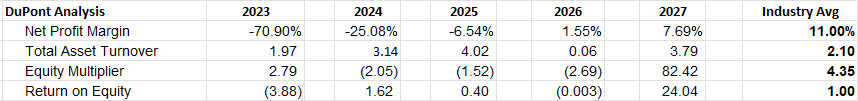 DuPont Analysis 2023 2024 2025 2026 2027 Industry Avg
Net Profit Margin -70.90% -25.08% -6.54% 1.55% 7.69% 11.00%
Total Asset Turnover 1.97 3.14 4.02 0.06 3.79 2.10
Equity Multiplier 2.79 (2.05) (1.52) (2.69) 82.42 4.35
Return on Equity (3.88) 1.62 0.40 (0.003) 24.04 1.00